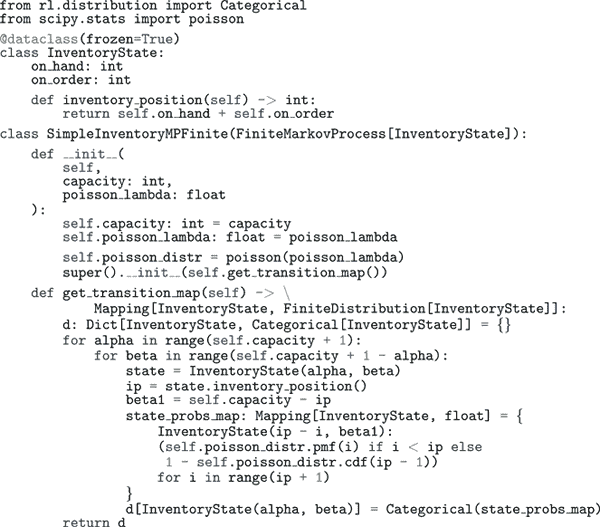 from rl.distribution import Categorical
from scipy.stats import poisson
@dataclass(frozen=True)
class InventoryState:
    on_hand: int
    on_order: int
    def inventory_position(self) -> int:
        return self.on_hand + self.on_order
class SimpleInventoryMPFinite(FiniteMarkovProcess[InventoryState]):
    def __init__(
        self,
        capacity: int,
        poisson_lambda: float
    ):
        self.capacity: int = capacity
        self.poisson_lambda: float = poisson_lambda
        self.poisson_distr = poisson(poisson_lambda)
        super().__init__(self.get_transition_map())
    def get_transition_map(self) -> \
            Mapping[InventoryState, FiniteDistribution[InventoryState]]:
        d: Dict[InventoryState, Categorical[InventoryState]] = {}
        for alpha in range(self.capacity + 1):
            for beta in range(self.capacity + 1 - alpha):
                state = InventoryState(alpha, beta)
                ip = state.inventory_position()
                beta1 = self.capacity - ip
                state_probs_map: Mapping[InventoryState, float] = {
                    InventoryState(ip - i, beta1):
                    (self.poisson_distr.pmf(i) if i < ip else
                     1 - self.poisson_distr.cdf(ip - 1))
                    for i in range(ip + 1)
                }
                d[InventoryState(alpha, beta)] = Categorical(state_probs_map)
        return d